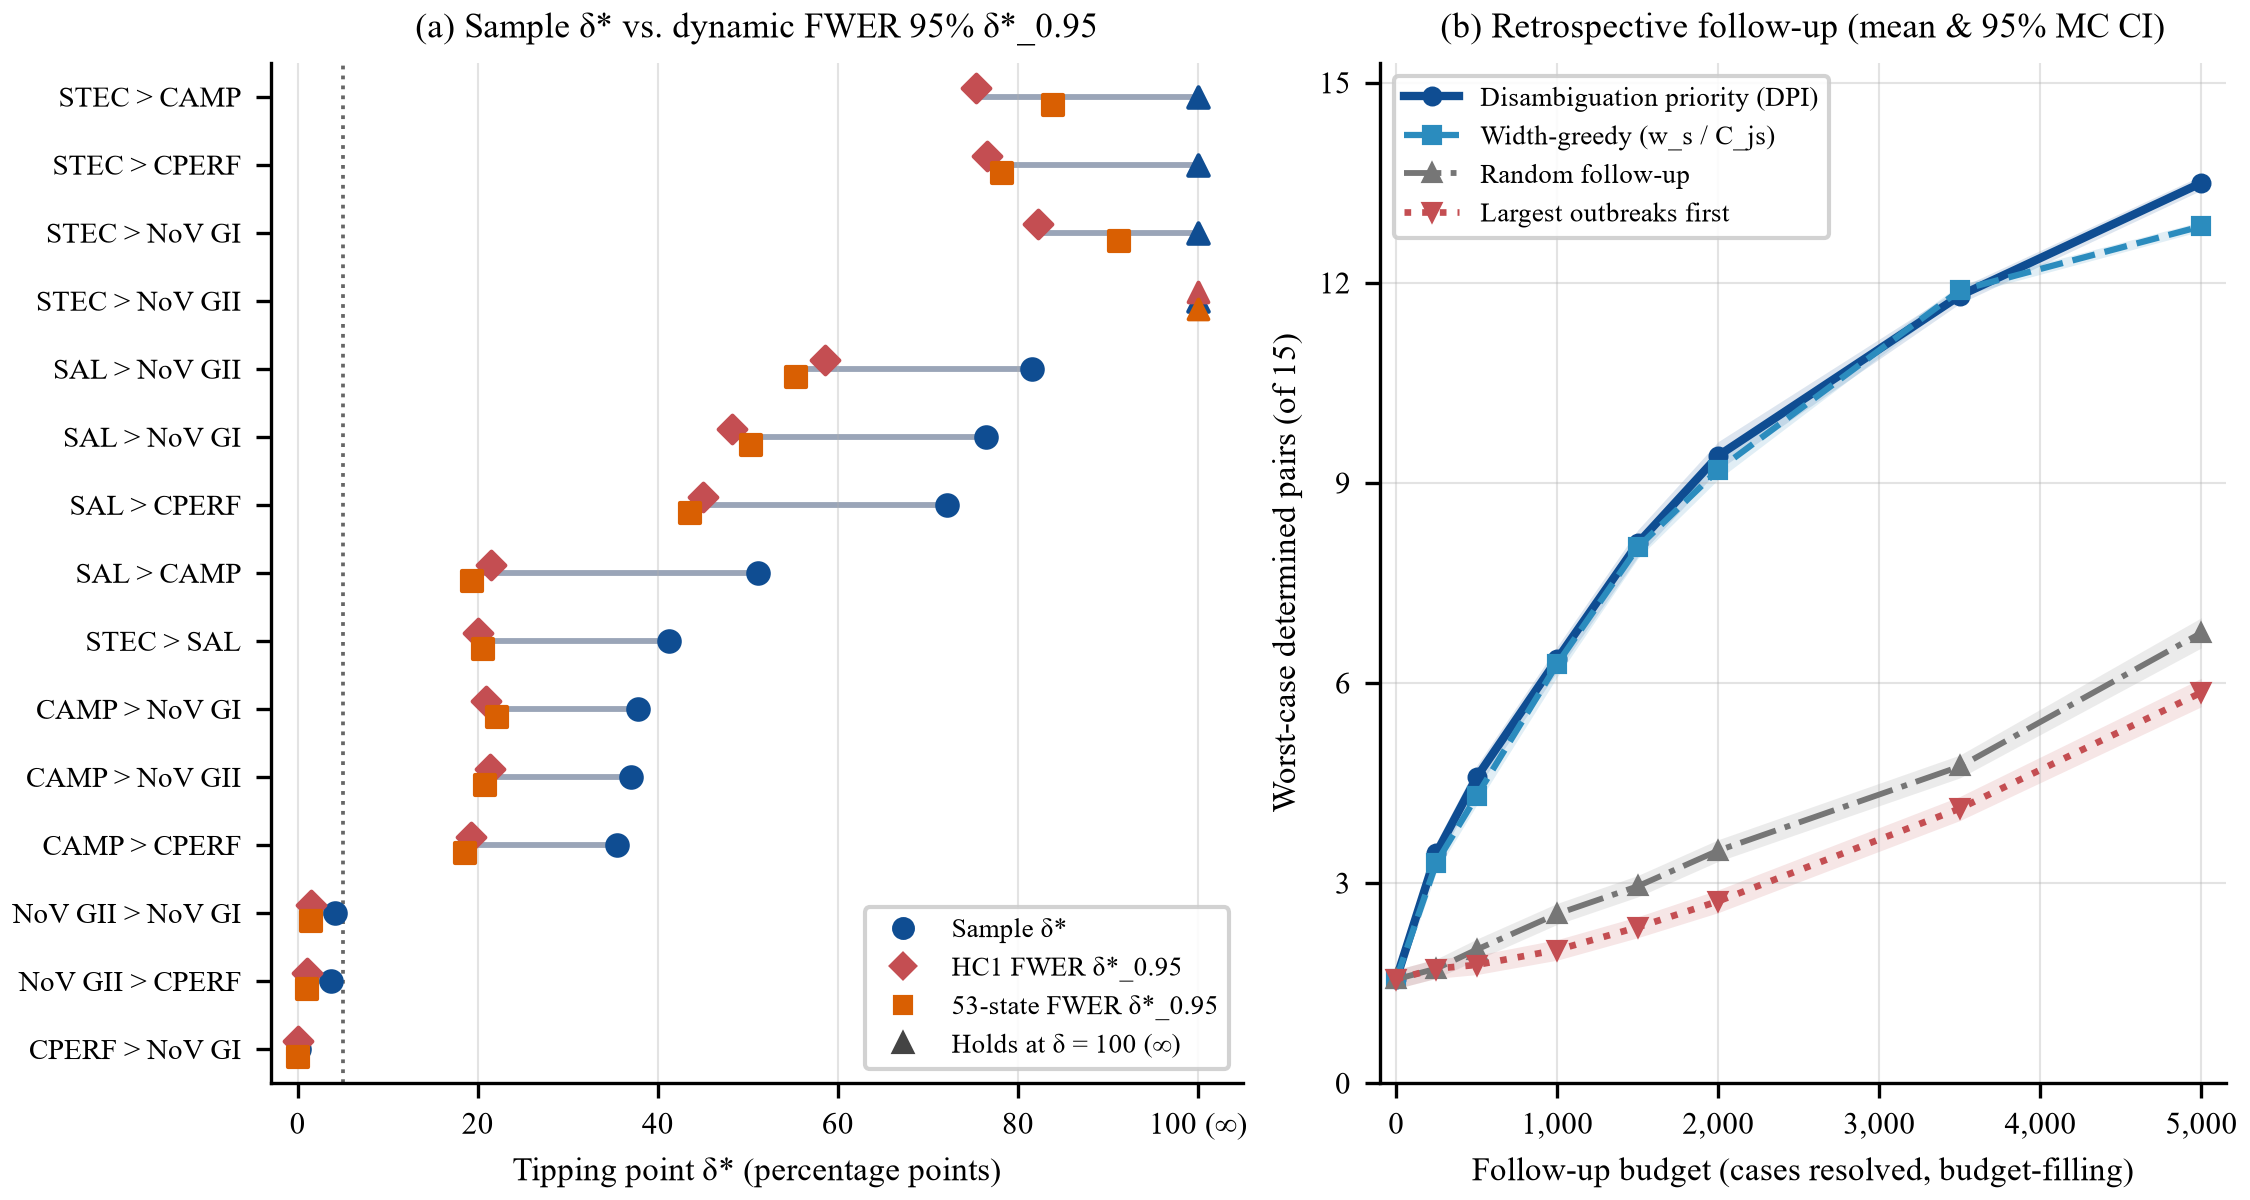 (a) Sample δ* vs. dynamic FWER 95% δ*_0.95
STEC > CAMP
STEC > CPERF
STEC > NoV GI
STEC > NoV GII
SAL > NoV GII
SAL > NoV GI
SAL > CPERF
SAL > CAMP
STEC > SAL
CAMP > NoV GI
CAMP > NoV GII
CAMP > CPERF
NoV GII > NoV GI
NoV GII > CPERF
CPERF > NoV GI
Sample δ*
HC1 FWER δ*_0.95
53-state FWER δ*_0.95
Holds at δ = 100 (∞)
0
20
40
60
80
100 (∞)
Tipping point δ* (percentage points)
(b) Retrospective follow-up (mean & 95% MC CI)
Disambiguation priority (DPI)
Width-greedy (w_s / C_js)
Random follow-up
Largest outbreaks first
Worst-case determined pairs (of 15)
15
12
9
6
3
0
0
1,000
2,000
3,000
4,000
5,000
Follow-up budget (cases resolved, budget-filling)